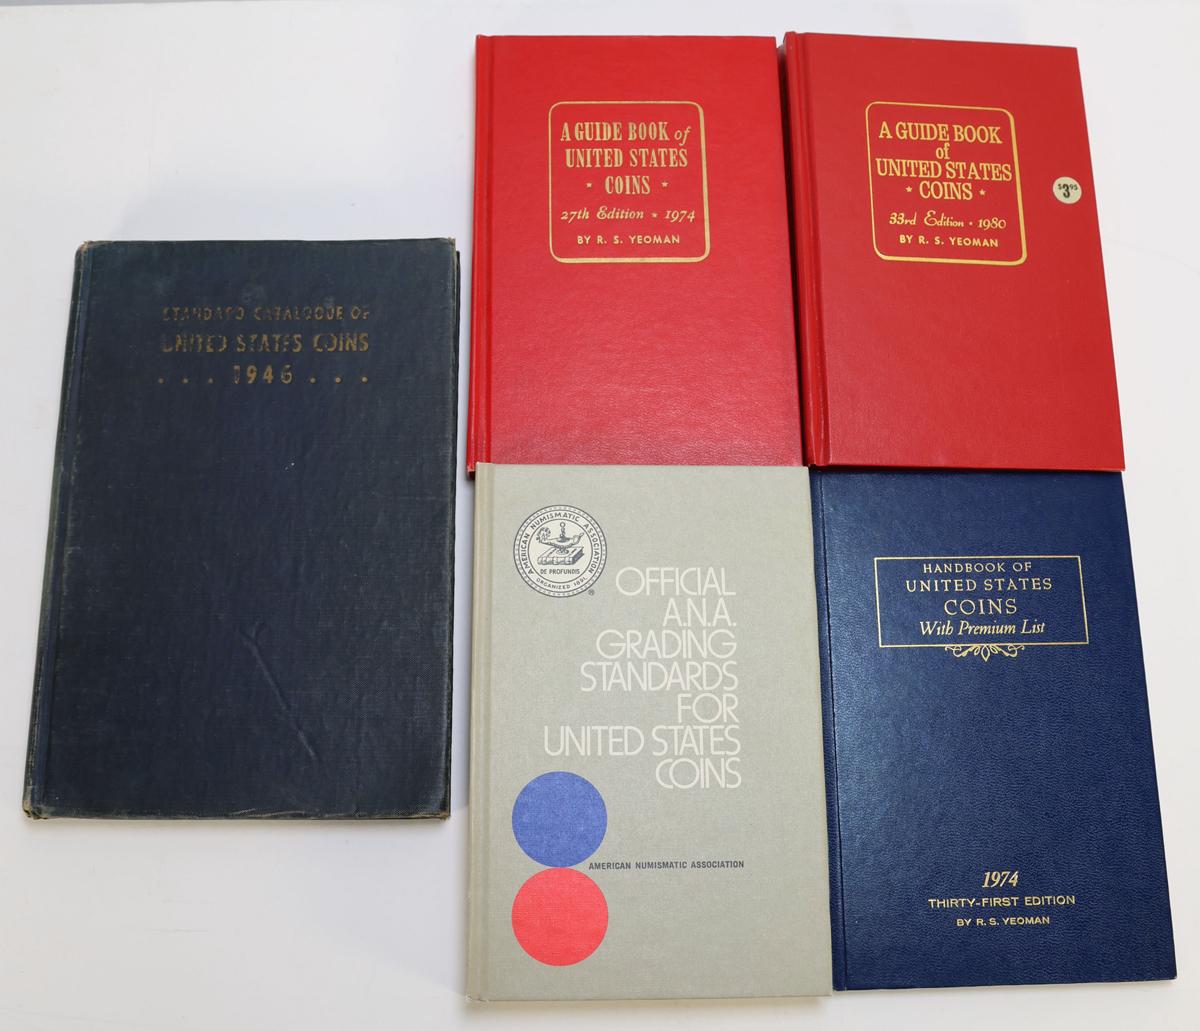 STANDARD CATALOGUE OF
UNITED STATES COINS
. . . 1946 . . .
A GUIDE BOOK of
UNITED STATES
★ COINS ★
27th Edition ★ 1974
BY R. S. YEOMAN
A GUIDE BOOK
of
UNITED STATES
★ COINS ★
33rd Edition ★ 1980
BY R. S. YEOMAN
$3.95
AMERICAN NUMISMATIC ASSOCIATION
DE PROFUNDIS
ORGANIZED 1891
®
OFFICIAL
A.N.A.
GRADING
STANDARDS
FOR
UNITED STATES
COINS
AMERICAN NUMISMATIC ASSOCIATION
HANDBOOK OF
UNITED STATES
COINS
With Premium List
1974
THIRTY-FIRST EDITION
BY R. S. YEOMAN